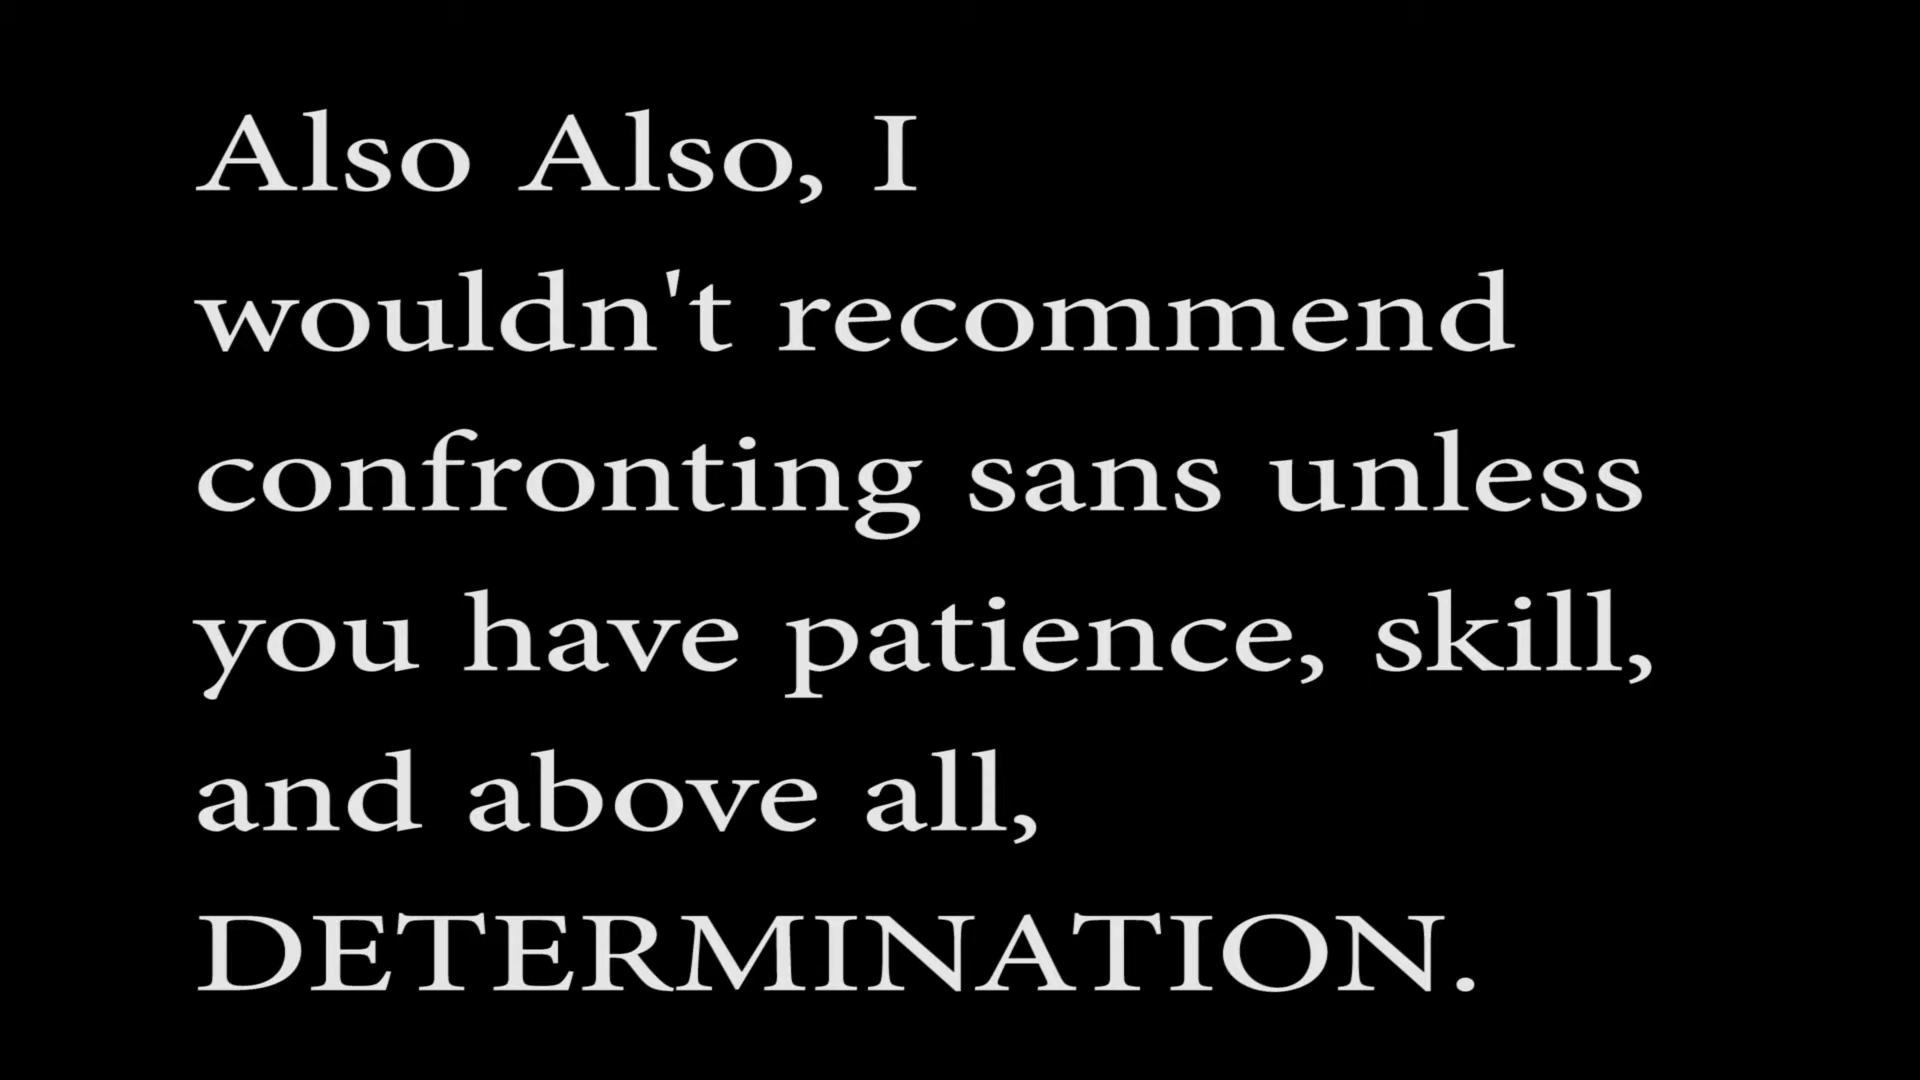 Also Also, I
wouldn't recommend
confronting sans unless
you have patience, skill,
and above all,
DETERMINATION.